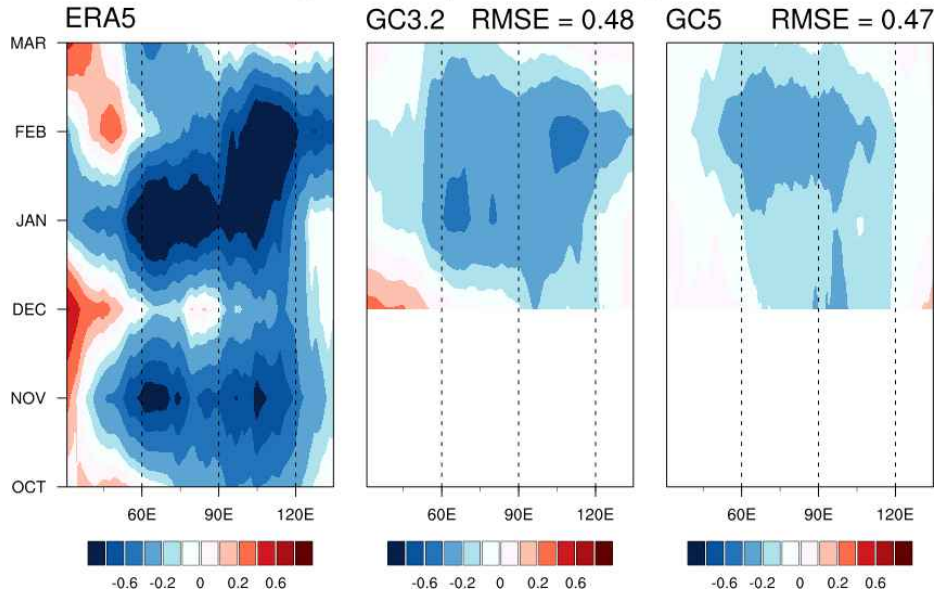 ERA5
GC3.2 RMSE = 0.48
GC5 RMSE = 0.47
MAR
FEB
JAN
DEC
NOV
OCT
60E 90E 120E
60E 90E 120E
60E 90E 120E
-0.6 -0.2 0 0.2 0.6
-0.6 -0.2 0 0.2 0.6
-0.6 -0.2 0 0.2 0.6